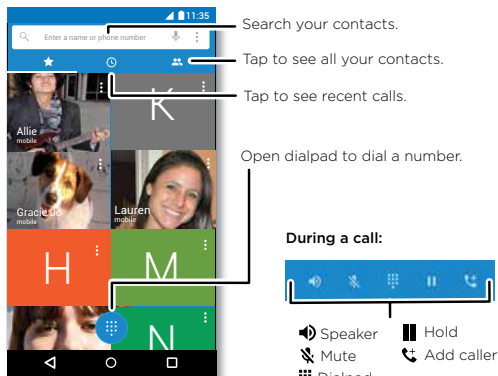 11:35
Enter a name or phone number
Search your contacts.
Tap to see all your contacts.
Tap to see recent calls.
K
Allie
mobile
Open dialpad to dial a number.
Gracie Jo
mobile
Lauren
mobile
H
M
N
During a call:
Speaker
Hold
Mute
Add caller
Dialpad